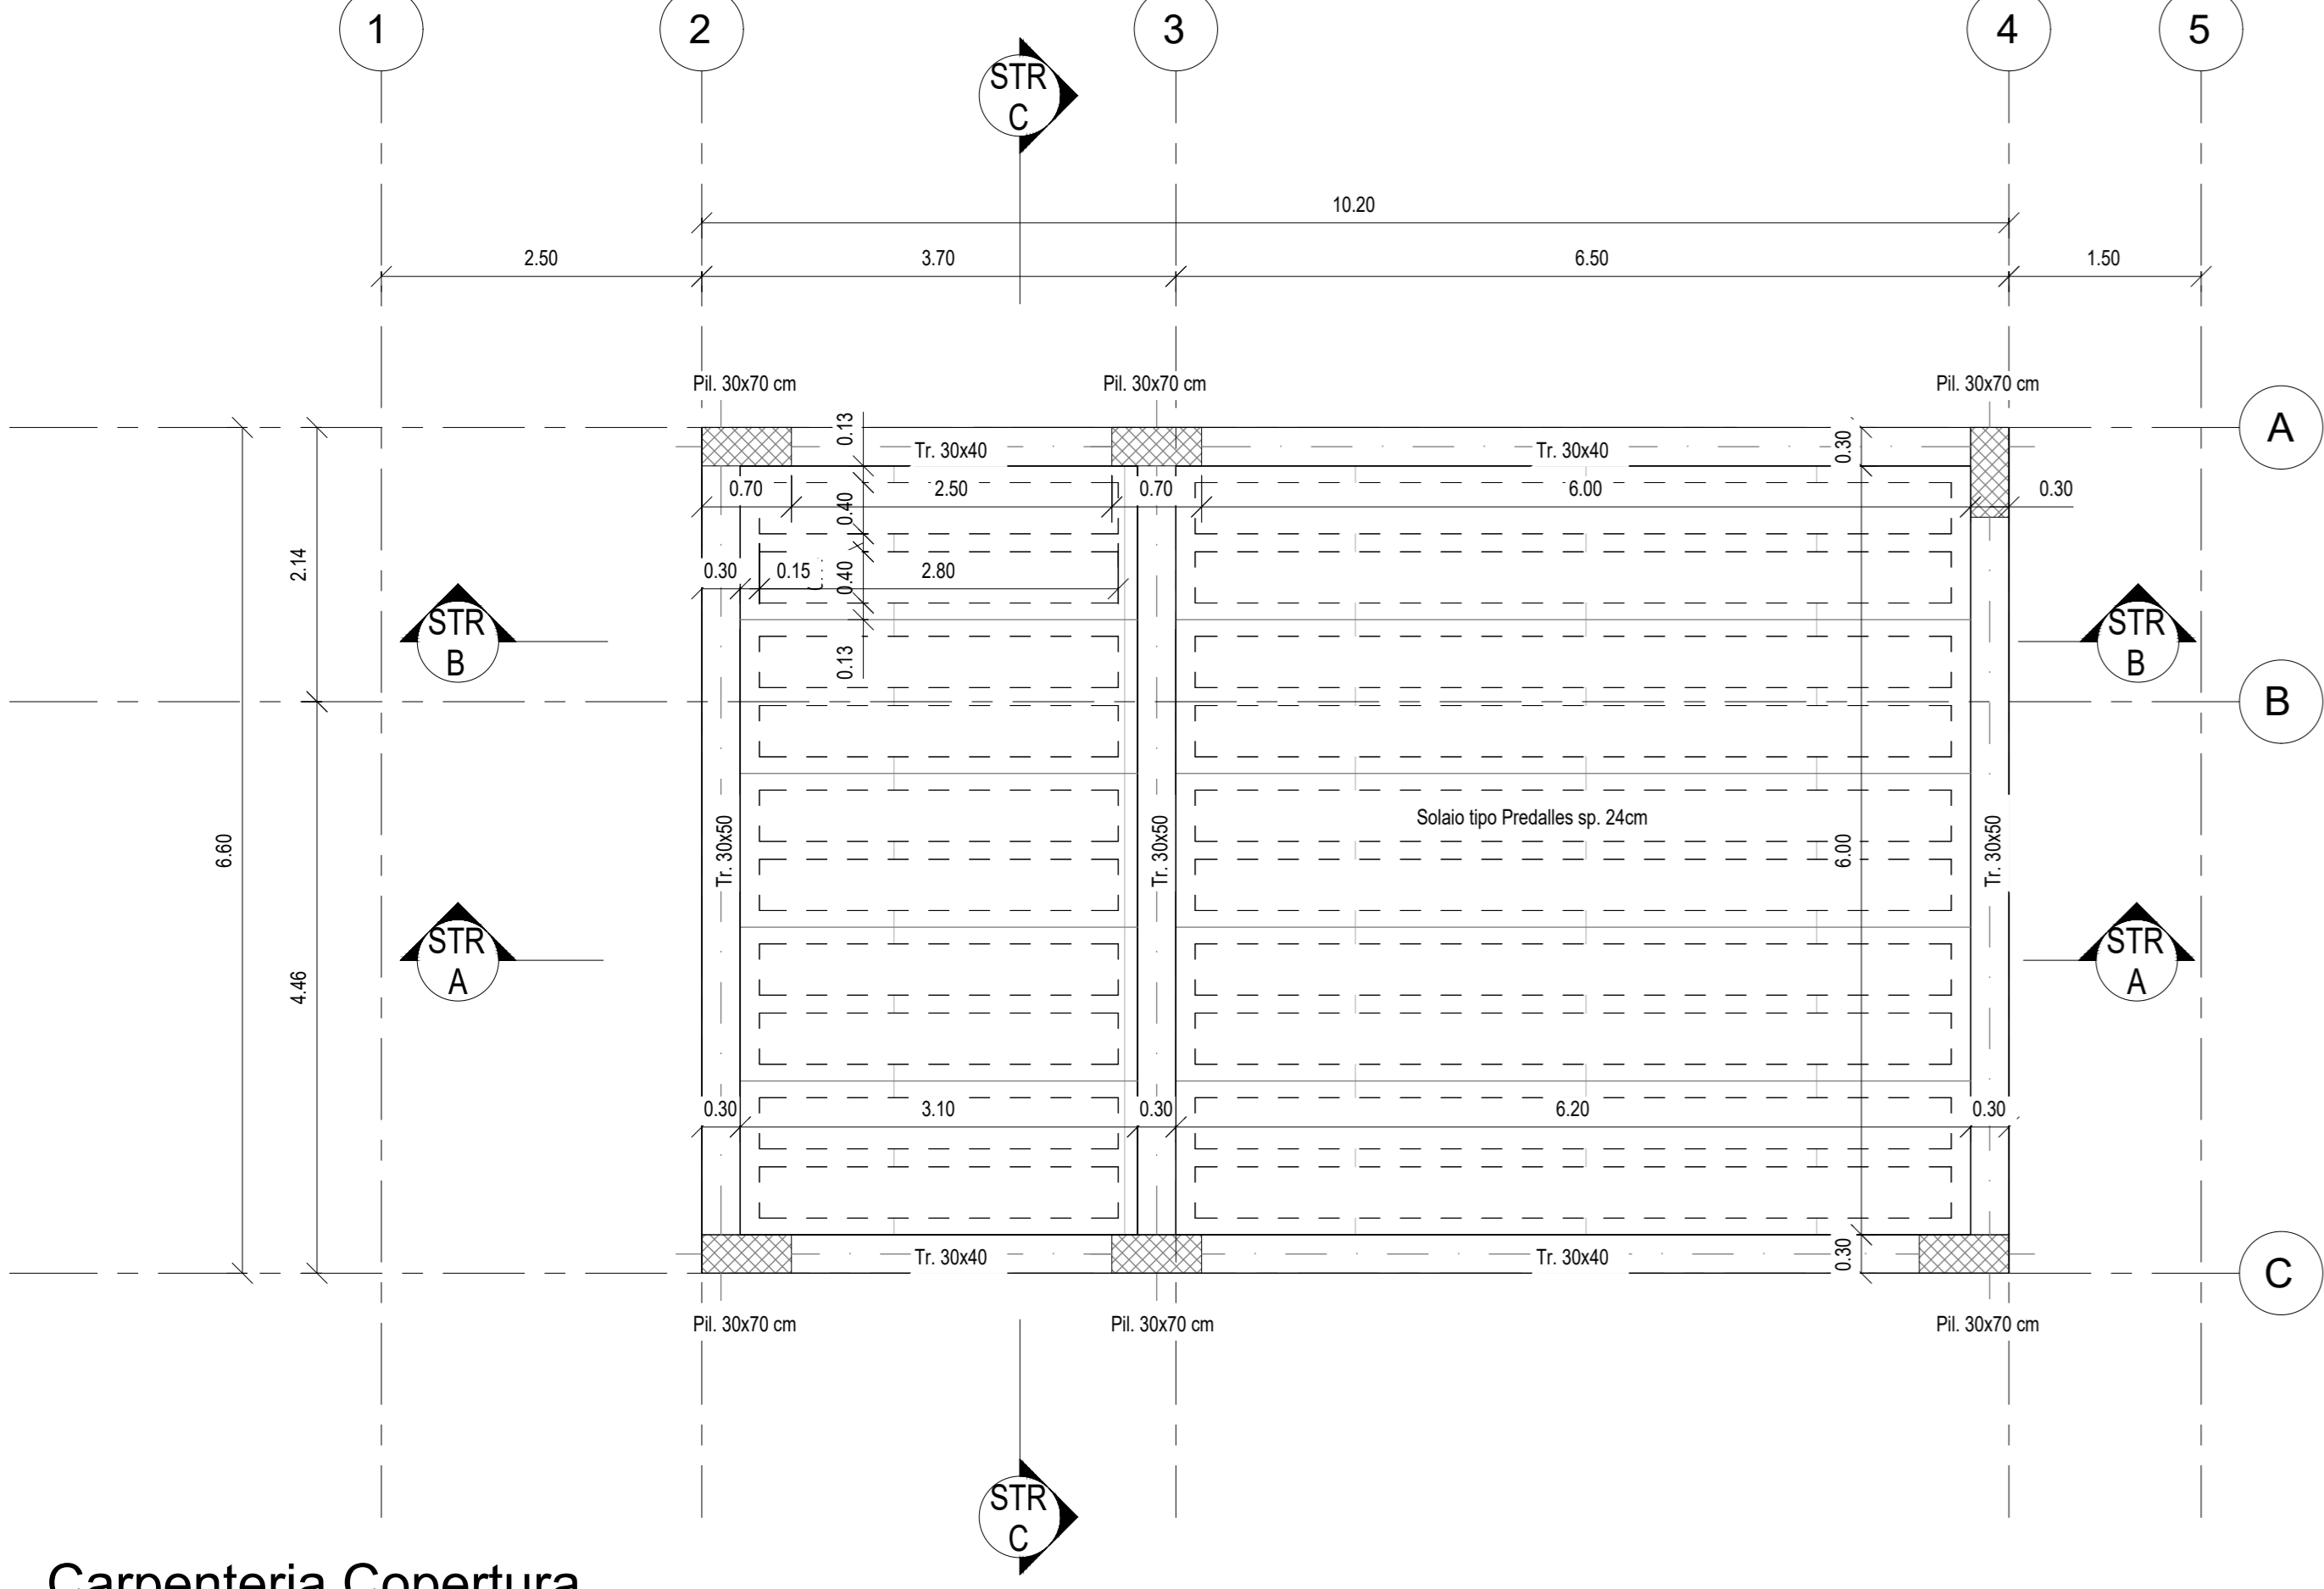 1
2
3
4
5
STR
C
10.20
2.50
3.70
6.50
1.50
Pil. 30x70 cm
Pil. 30x70 cm
Pil. 30x70 cm
A
0.13
Tr. 30x40
Tr. 30x40
0.30
0.70
2.50
0.70
6.00
0.30
0.40
2.14
0.30
0.15
0.40
2.80
STR
B
STR
B
0.13
B
6.60
Tr. 30x50
Tr. 30x50
Solaio tipo Predalles sp. 24cm
6.00
Tr. 30x50
STR
A
STR
A
4.46
0.30
3.10
0.30
6.20
0.30
Tr. 30x40
Tr. 30x40
0.30
C
Pil. 30x70 cm
Pil. 30x70 cm
Pil. 30x70 cm
STR
C
Carpenteria Copertura